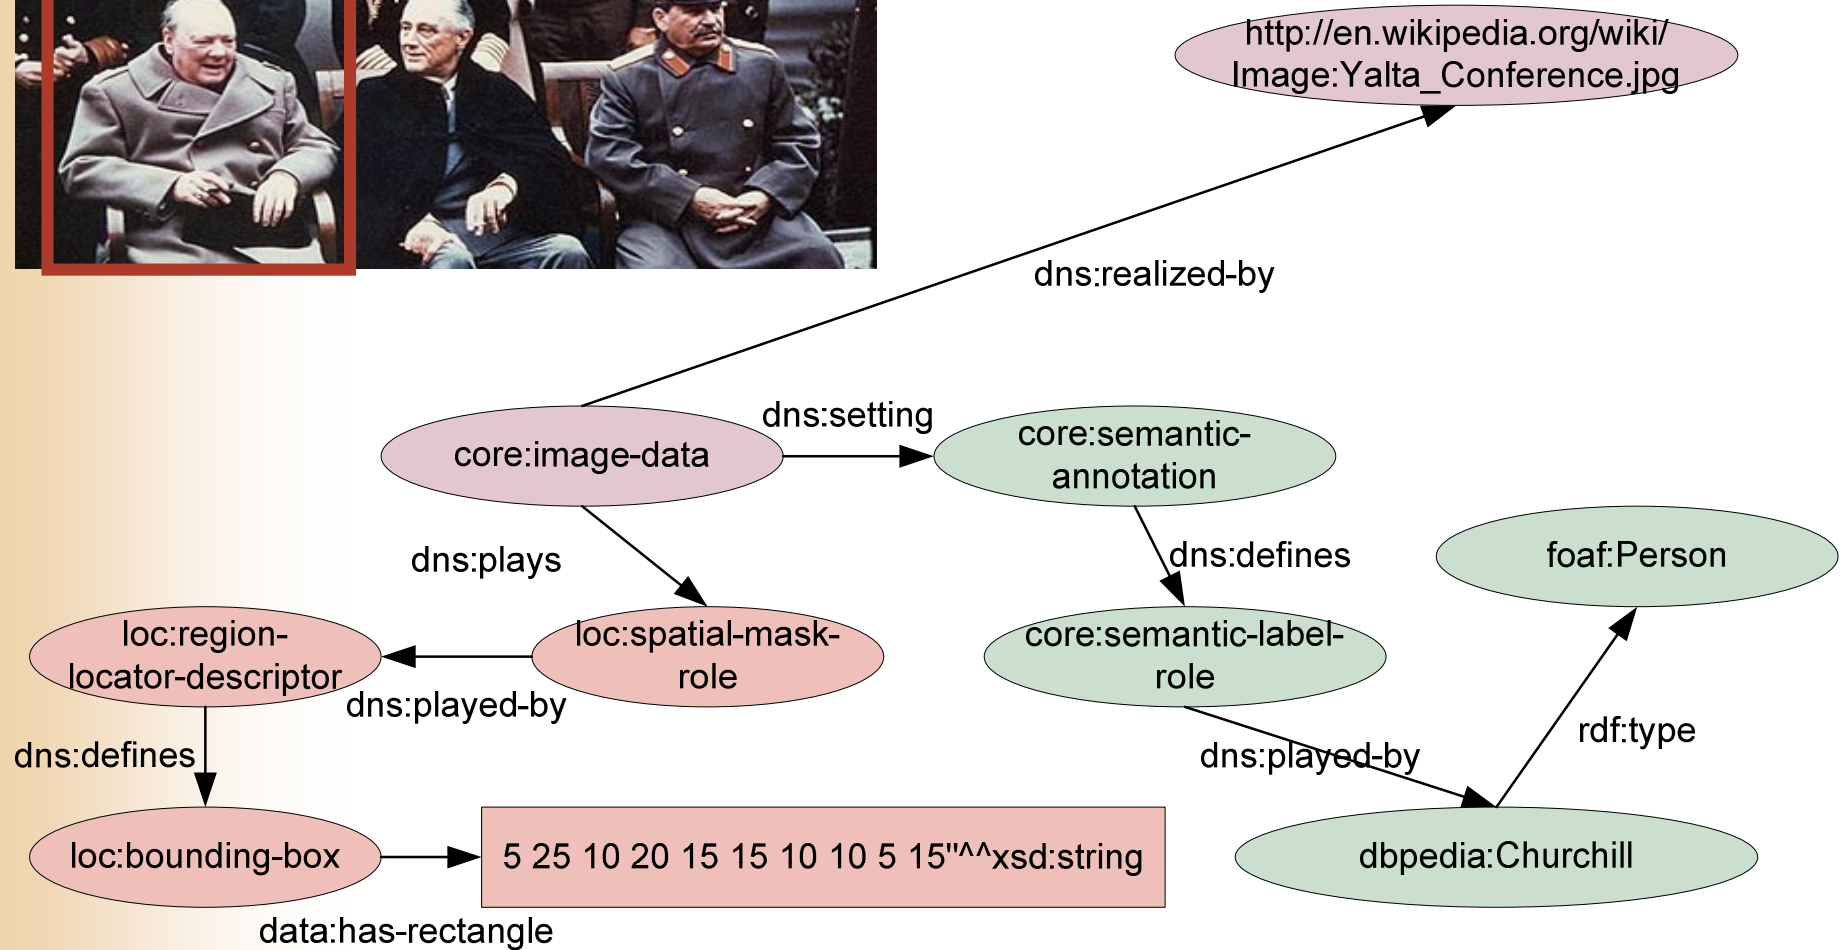 http://en.wikipedia.org/wiki/
Image:Yalta_Conference.jpg
dns:realized-by
core:image-data
dns:setting
core:semantic-
annotation
dns:plays
dns:defines
foaf:Person
loc:region-
locator-descriptor
dns:played-by
loc:spatial-mask-
role
core:semantic-label-
role
dns:defines
dns:played-by
rdf:type
loc:bounding-box
5 25 10 20 15 15 10 10 5 15"^^xsd:string
dbpedia:Churchill
data:has-rectangle